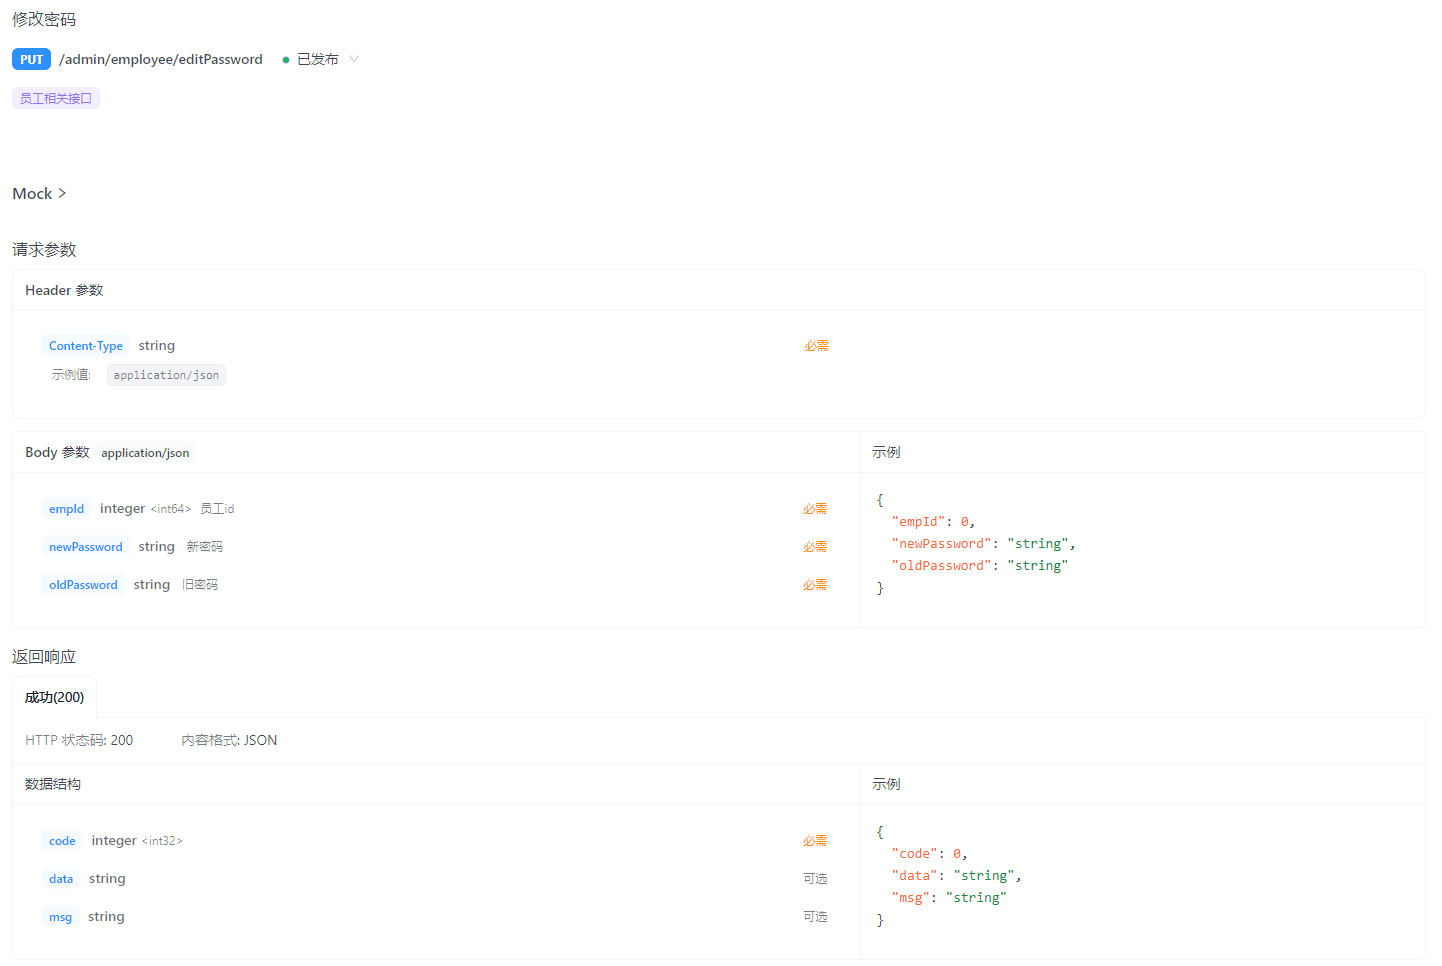 修改密码
PUT /admin/employee/editPassword 已发布
员工相关接口
Mock >
请求参数
Header 参数
Content-Type string 必需
示例值: application/json
Body 参数 application/json 示例
empId integer <int64> 员工id 必需
newPassword string 新密码 必需
oldPassword string 旧密码 必需
{
"empId": 0,
"newPassword": "string",
"oldPassword": "string"
}
返回响应
成功(200)
HTTP 状态码: 200 内容格式: JSON
数据结构 示例
code integer <int32> 必需
data string 可选
msg string 可选
{
"code": 0,
"data": "string",
"msg": "string"
}